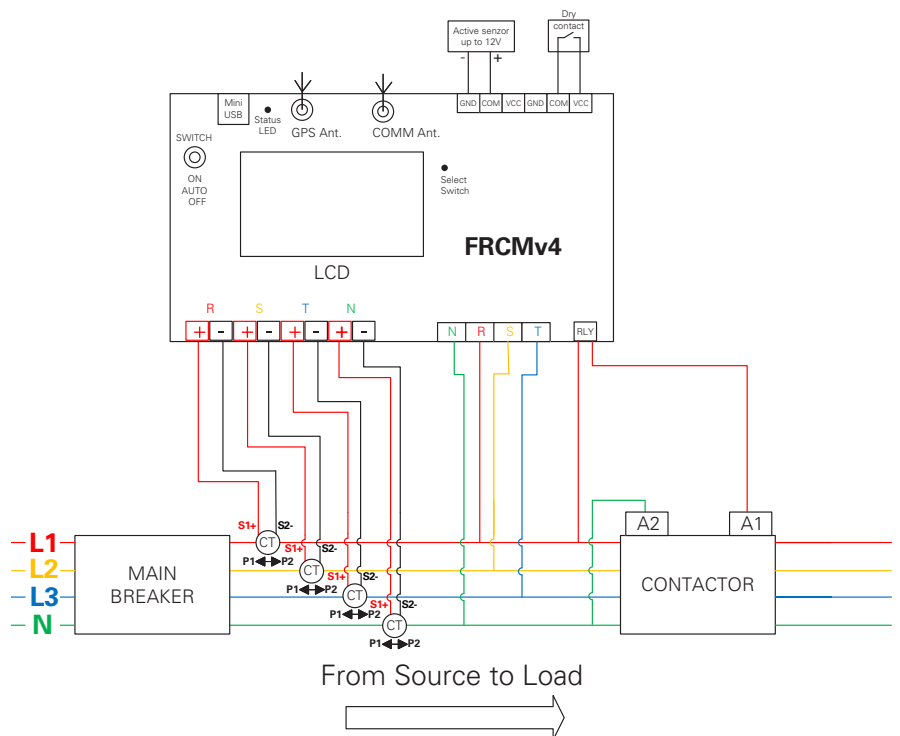 Active senzor
up to 12V
- +
Dry
contact
GND COM VCC GND COM VCC
Mini
USB
Status
LED
GPS Ant.
COMM Ant.
SWITCH
ON
AUTO
OFF
Select
Switch
FRCMv4
LCD
R S T N
+ - + - + - + -
N R S T
RLY
S1+ S2-
CT
P1 P2
S1+ S2-
CT
P1 P2
S1+ S2-
CT
P1 P2
S1+ S2-
CT
P1 P2
L1
L2
L3
N
MAIN
BREAKER
A2 A1
CONTACTOR
From Source to Load